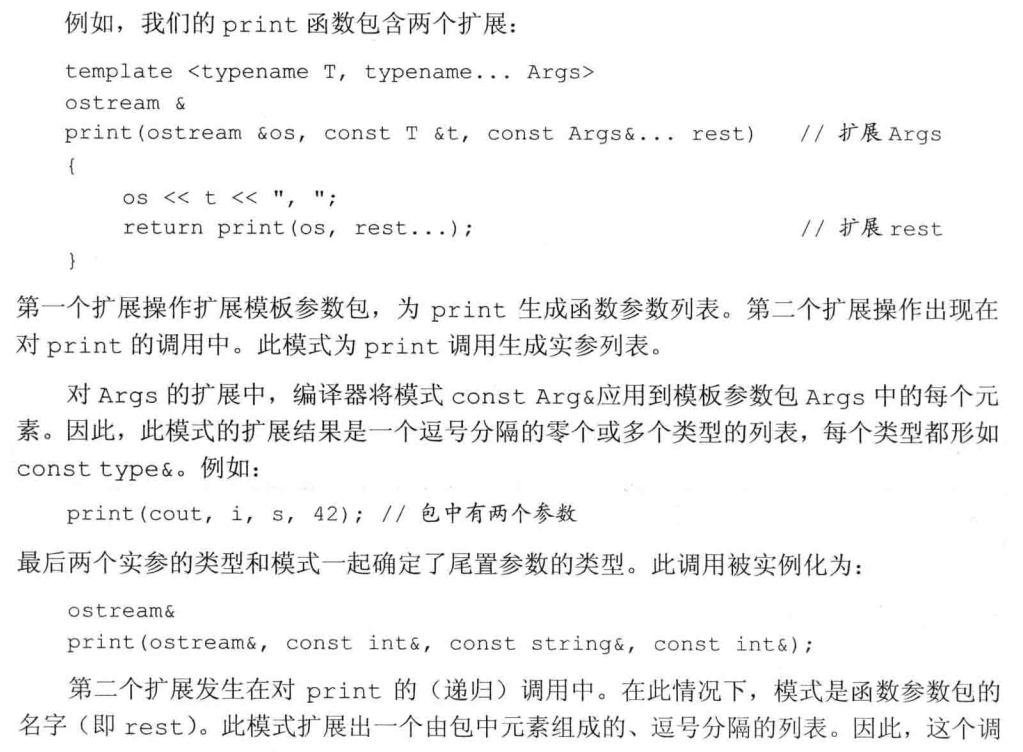 例如，我们的 print 函数包含两个扩展：
template <typename T, typename... Args>
ostream &
print(ostream &os, const T &t, const Args&... rest) // 扩展 Args
{
os << t << ", ";
return print(os, rest...); // 扩展 rest
}
第一个扩展操作扩展模板参数包，为 print 生成函数参数列表。第二个扩展操作出现在
对 print 的调用中。此模式为 print 调用生成实参列表。
对 Args 的扩展中，编译器将模式 const Arg&应用到模板参数包 Args 中的每个元
素。因此，此模式的扩展结果是一个逗号分隔的零个或多个类型的列表，每个类型都形如
const type&。例如：
print(cout, i, s, 42); // 包中有两个参数
最后两个实参的类型和模式一起确定了尾置参数的类型。此调用被实例化为：
ostream&
print(ostream&, const int&, const string&, const int&);
第二个扩展发生在对 print 的（递归）调用中。在此情况下，模式是函数参数包的
名字（即 rest）。此模式扩展出一个由包中元素组成的、逗号分隔的列表。因此，这个调